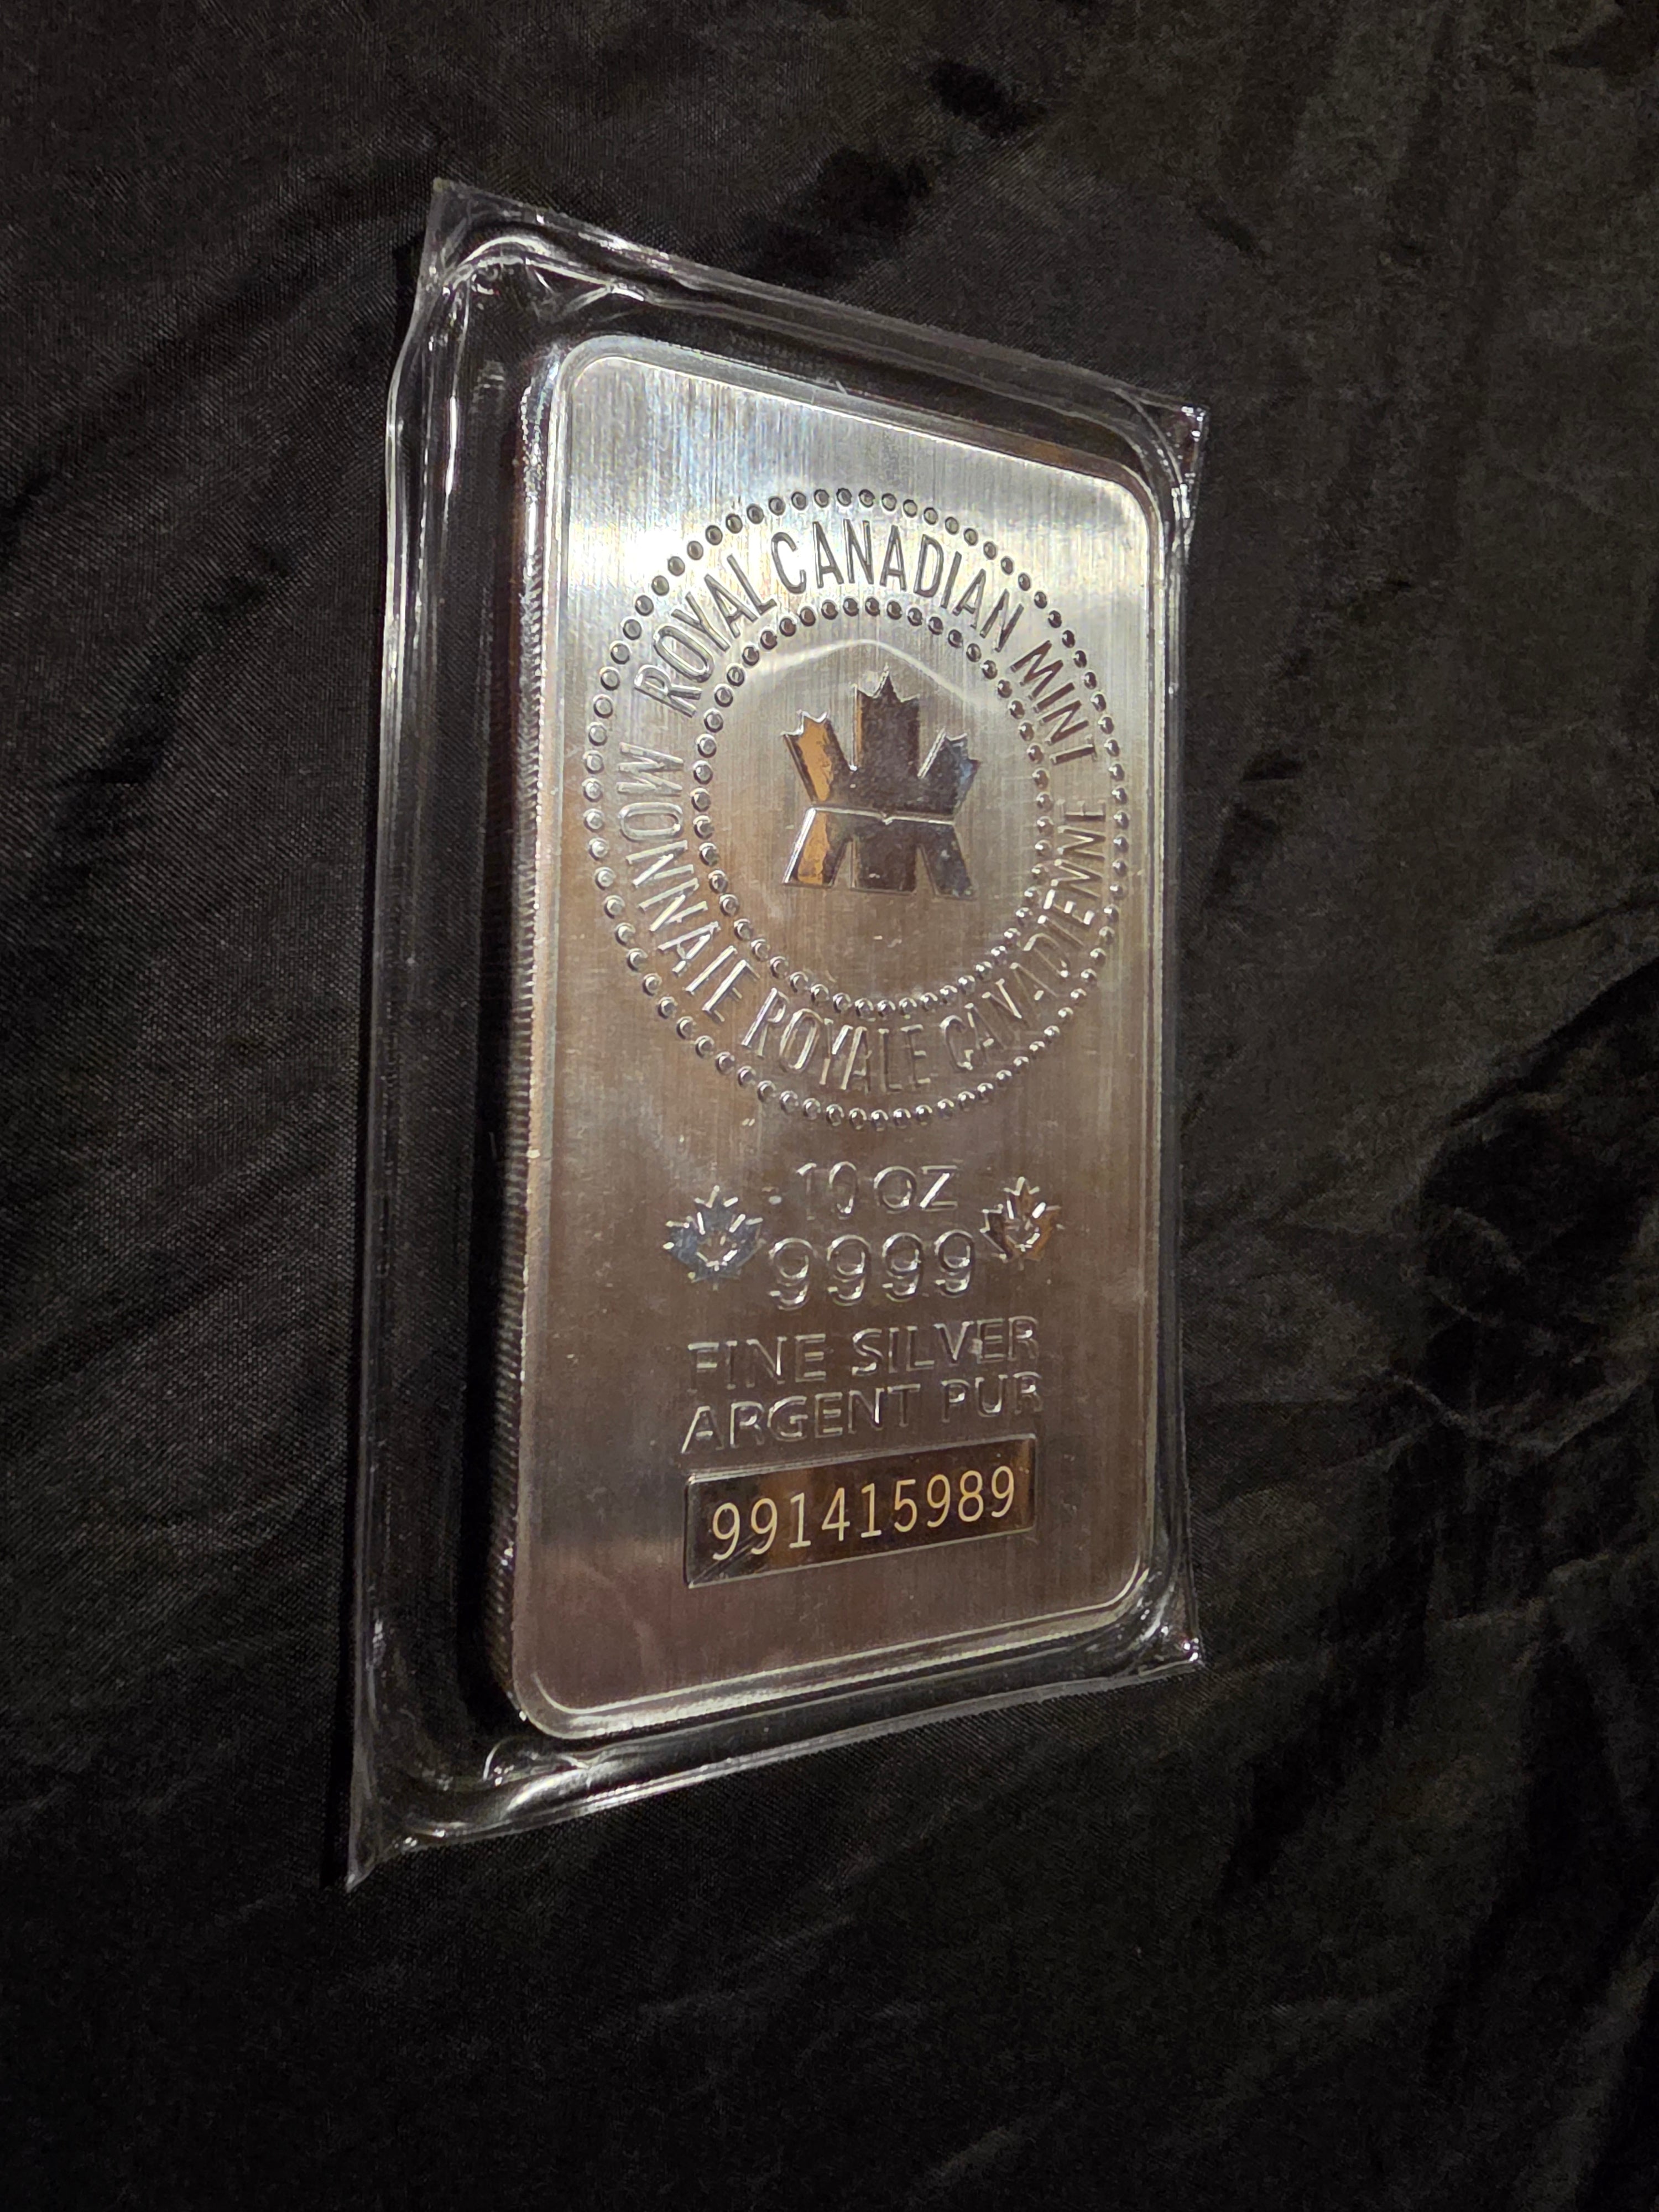 ROYAL CANADIAN MINT
MONNAIE ROYALE CANADIENNE
10 OZ
9999
FINE SILVER
ARGENT PUR
991415989